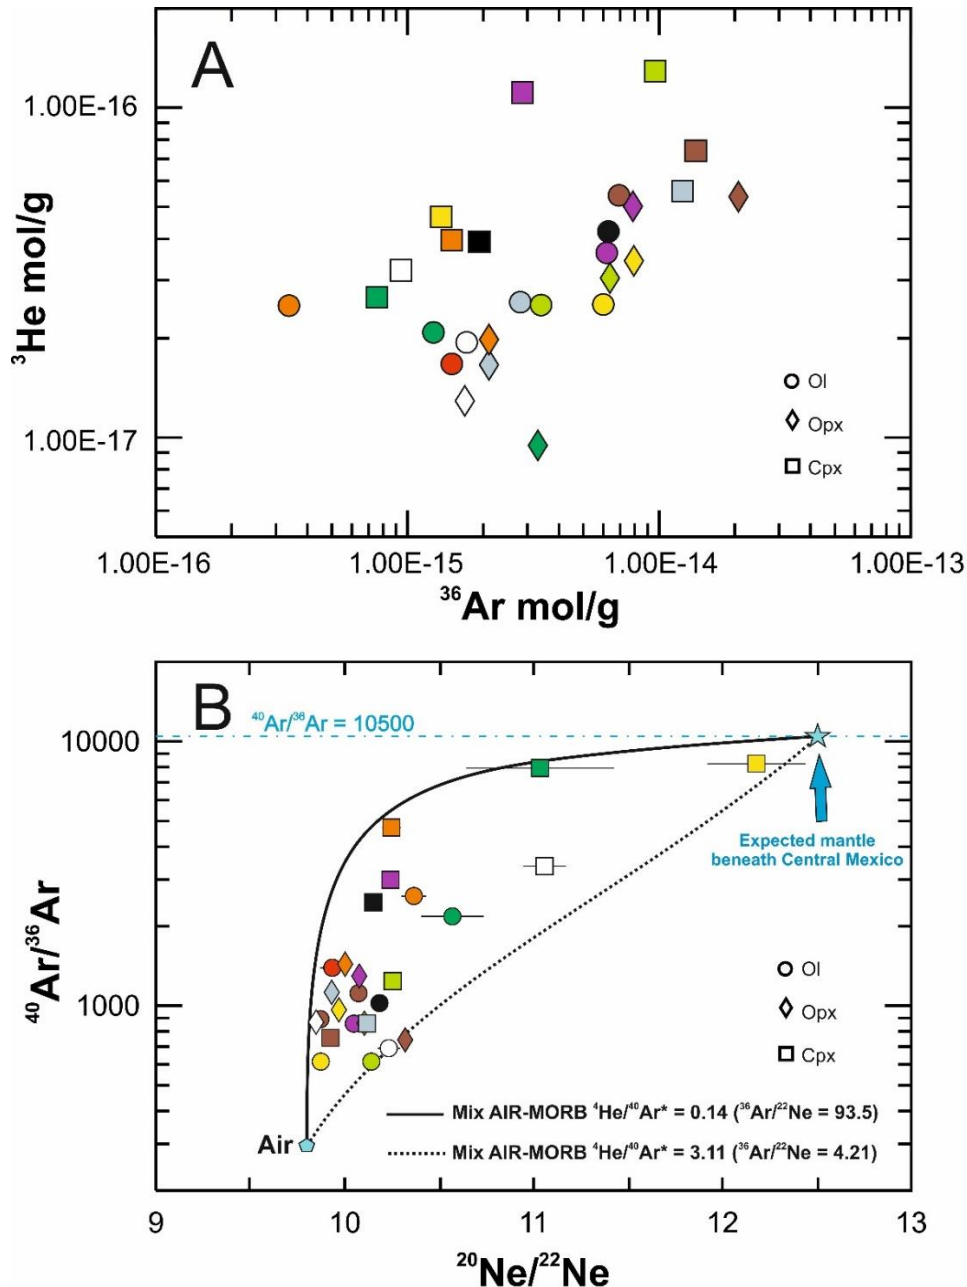 A
1.00E-16
1.00E-17
³He mol/g
Ol
Opx
Cpx
1.00E-16 1.00E-15 1.00E-14 1.00E-13
³⁶Ar mol/g
B
⁴⁰Ar/³⁶Ar = 10500
10000
1000
⁴⁰Ar/³⁶Ar
Expected mantle
beneath Central Mexico
Ol
Opx
Cpx
Mix AIR-MORB ⁴He/⁴⁰Ar* = 0.14 (³⁶Ar/²²Ne = 93.5)
Air
Mix AIR-MORB ⁴He/⁴⁰Ar* = 3.11 (³⁶Ar/²²Ne = 4.21)
9 10 11 12 13
²⁰Ne/²²Ne